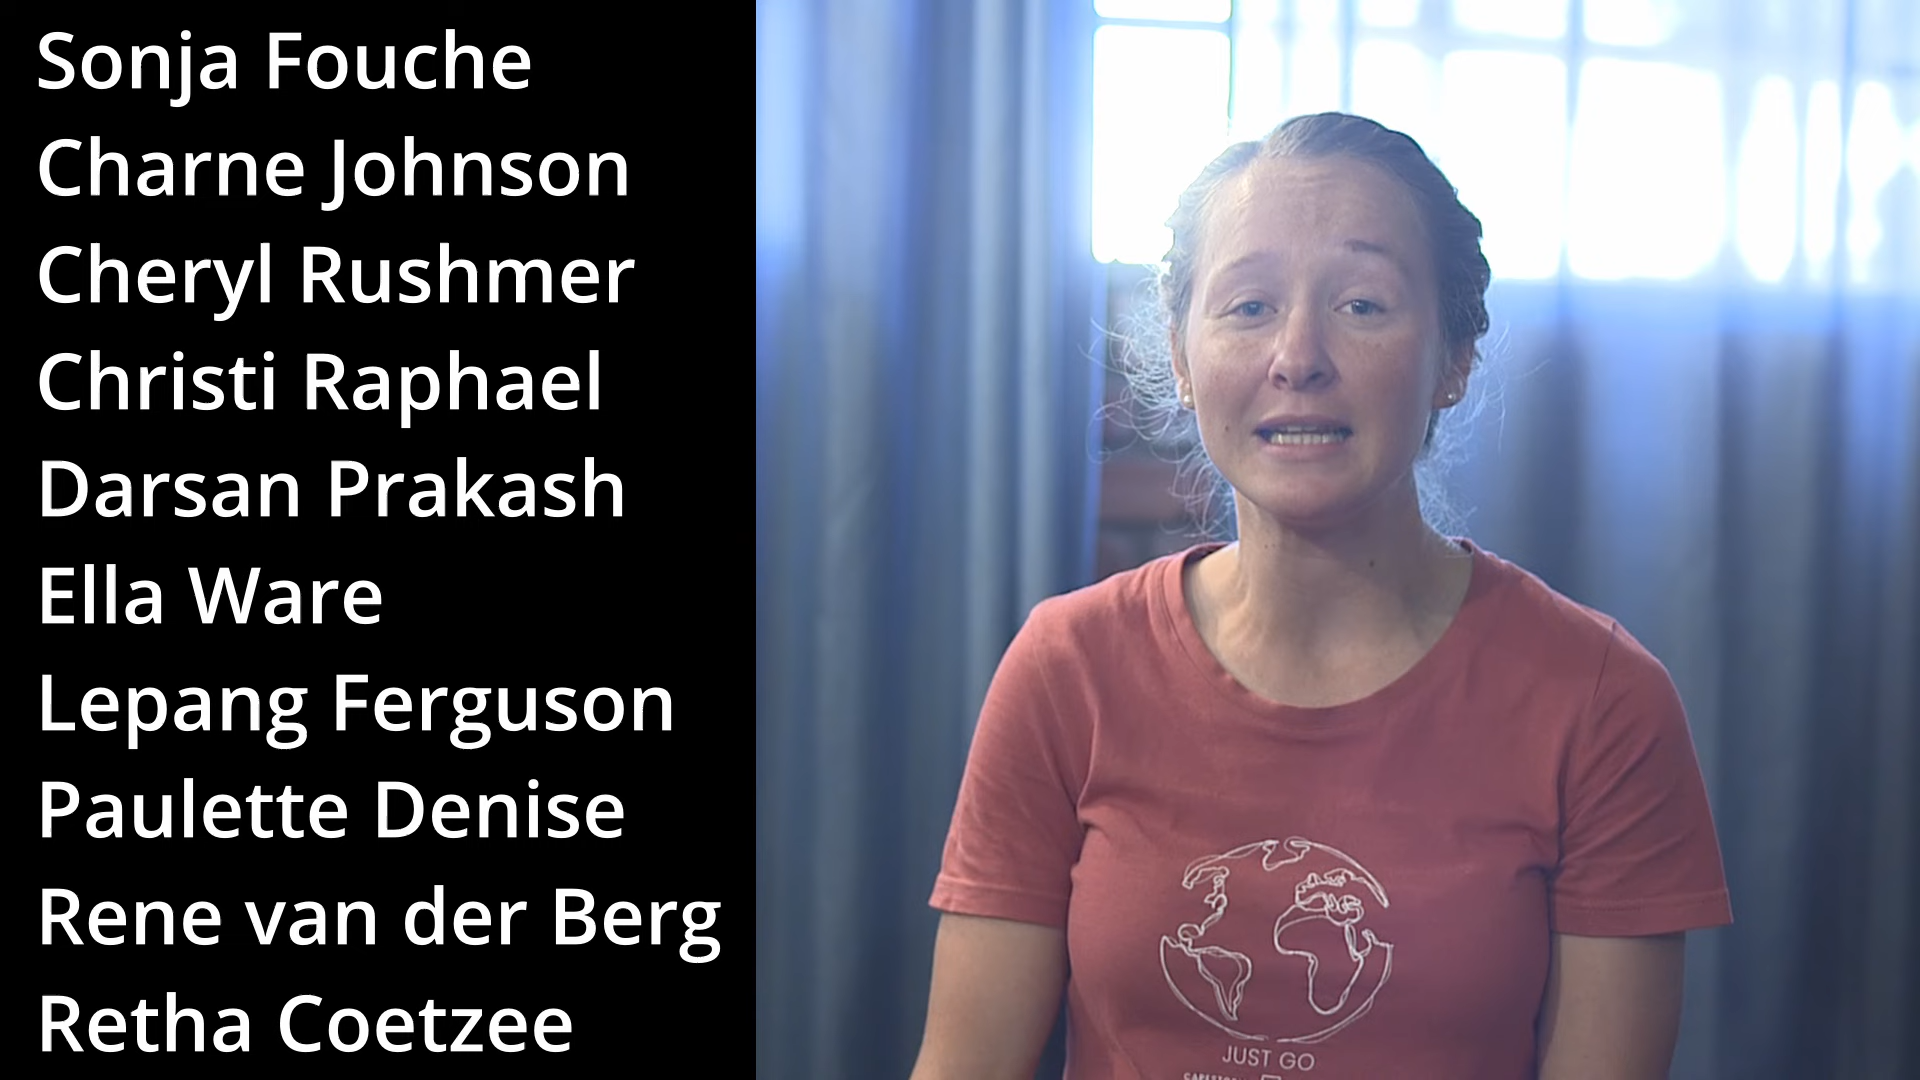 Sonja Fouche
Charne Johnson
Cheryl Rushmer
Christi Raphael
Darsan Prakash
Ella Ware
Lepang Ferguson
Paulette Denise
Rene van der Berg
Retha Coetzee
JUST GO